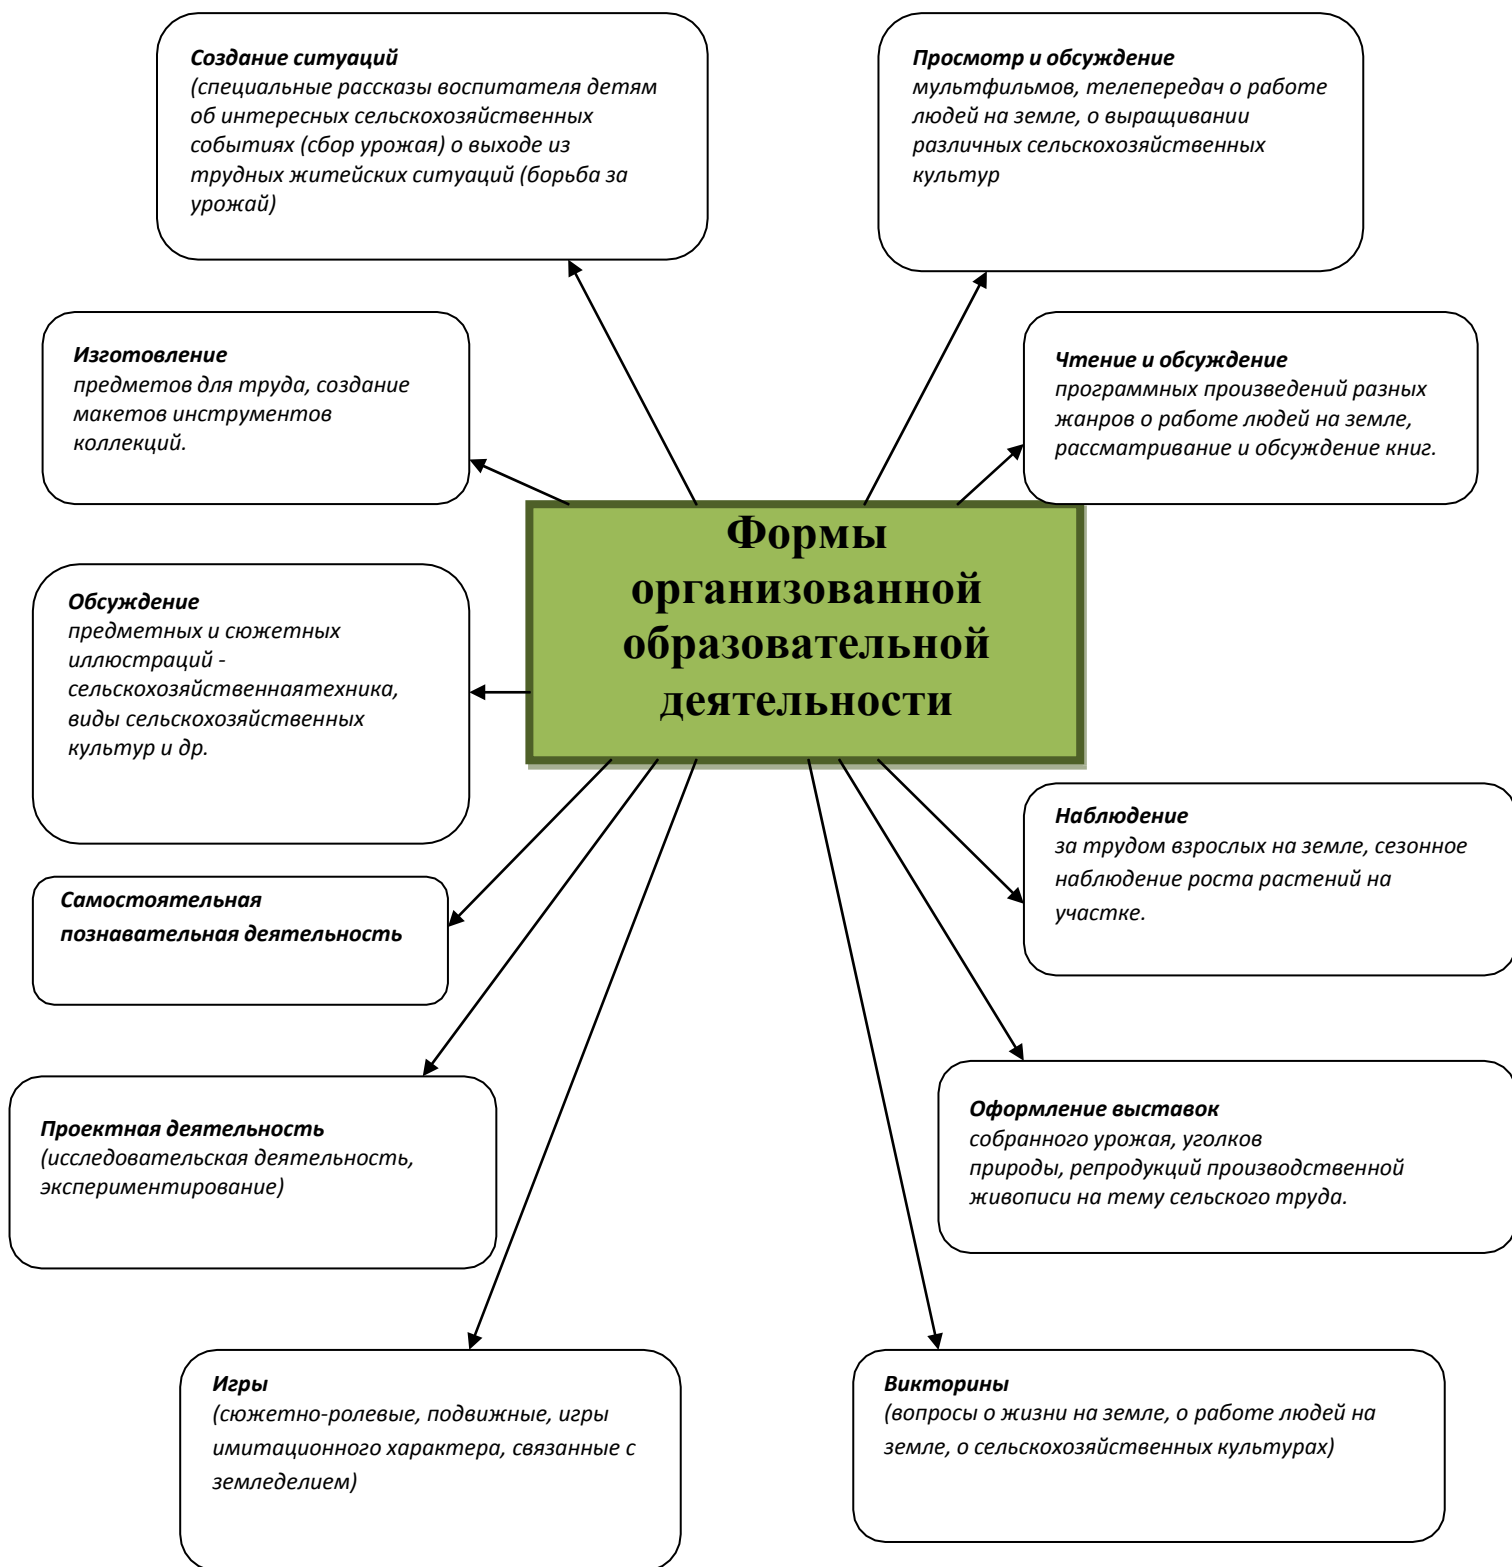 Создание ситуаций
(специальные рассказы воспитателя детям
об интересных сельскохозяйственных
событиях (сбор урожая) о выходе из
трудных житейских ситуаций (борьба за
урожай)
Просмотр и обсуждение
мультфильмов, телепередач о работе
людей на земле, о выращивании
различных сельскохозяйственных
культур
Изготовление
предметов для труда, создание
макетов инструментов
коллекций.
Чтение и обсуждение
программных произведений разных
жанров о работе людей на земле,
рассматривание и обсуждение книг.
Формы
организованной
образовательной
деятельности
Обсуждение
предметных и сюжетных
иллюстраций -
сельскохозяйственнаятехника,
виды сельскохозяйственных
культур и др.
Наблюдение
за трудом взрослых на земле, сезонное
наблюдение роста растений на
участке.
Самостоятельная
познавательная деятельность
Проектная деятельность
(исследовательская деятельность,
экспериментирование)
Оформление выставок
собранного урожая, уголков
природы, репродукций производственной
живописи на тему сельского труда.
Игры
(сюжетно-ролевые, подвижные, игры
имитационного характера, связанные с
земледелием)
Викторины
(вопросы о жизни на земле, о работе людей на
земле, о сельскохозяйственных культурах)